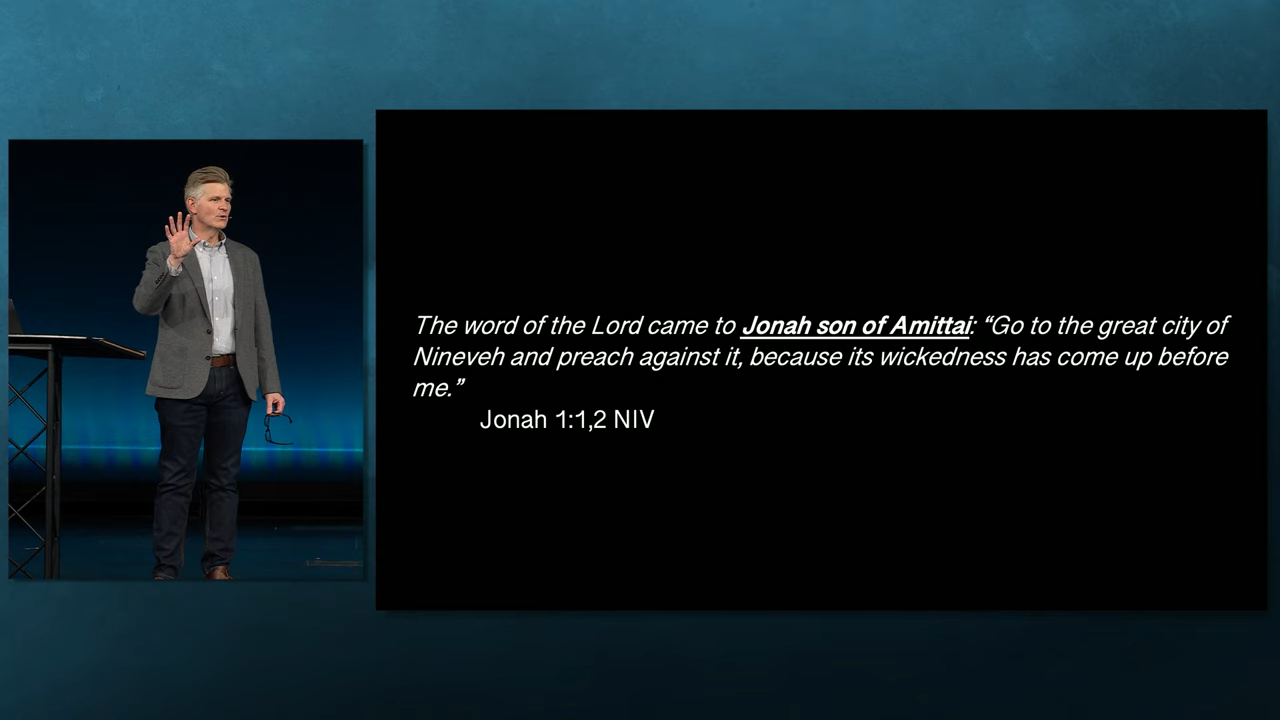 The word of the Lord came to Jonah son of Amittai: “Go to the great city of
Nineveh and preach against it, because its wickedness has come up before
me.”
Jonah 1:1,2 NIV